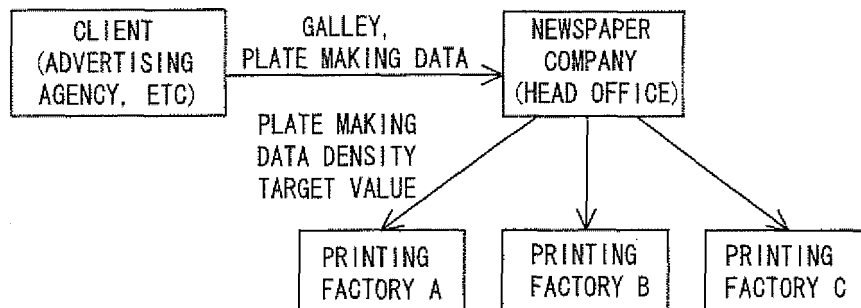 CLIENT
(ADVERTISING
AGENCY, ETC)
GALLEY,
PLATE MAKING DATA
NEWSPAPER
COMPANY
(HEAD OFFICE)
PLATE MAKING
DATA DENSITY
TARGET VALUE
PRINTING
FACTORY A
PRINTING
FACTORY B
PRINTING
FACTORY C